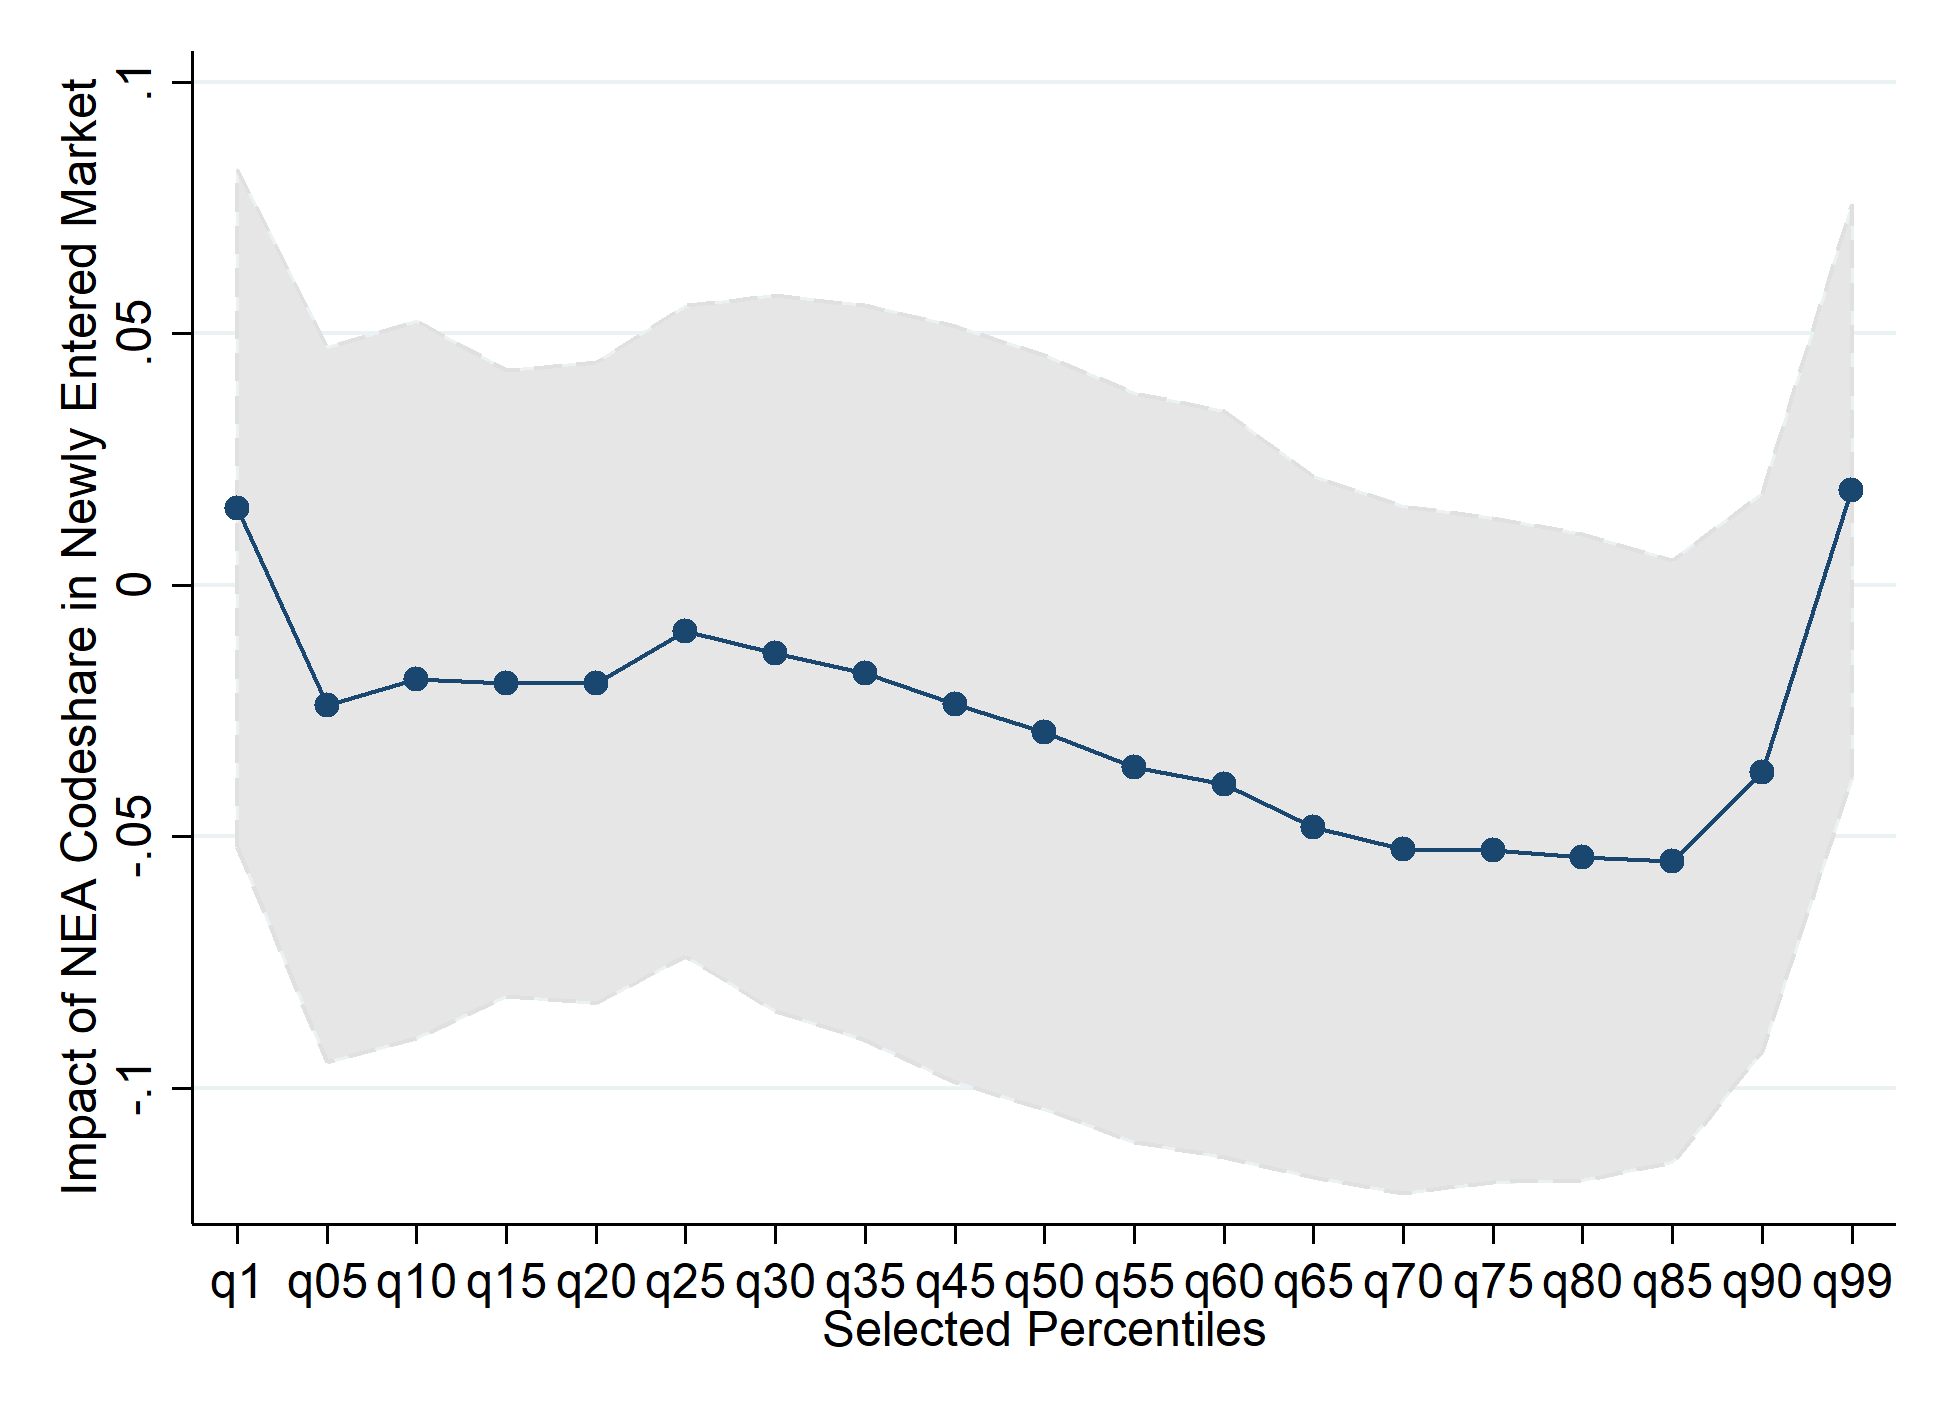 Impact of NEA Codeshare in Newly Entered Market
.1
.05
0
-.05
-.1
q1 q05 q10 q15 q20 q25 q30 q35 q45 q50 q55 q60 q65 q70 q75 q80 q85 q90 q99
Selected Percentiles